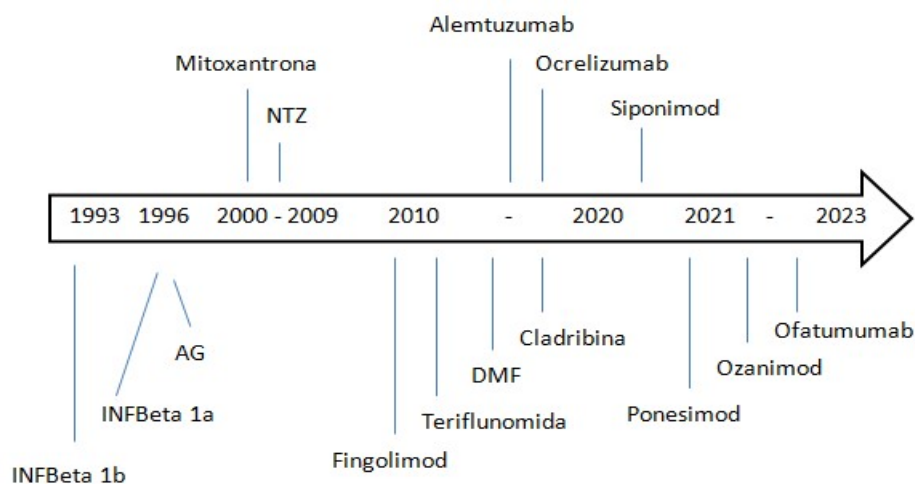 Alemtuzumab
Mitoxantrona
Ocrelizumab
NTZ
Siponimod
1993 1996 2000 - 2009 2010 - 2020 2021 - 2023
AG
INFBeta 1a
INFBeta 1b
Fingolimod
Teriflunomida
DMF
Cladribina
Ponesimod
Ozanimod
Ofatumumab